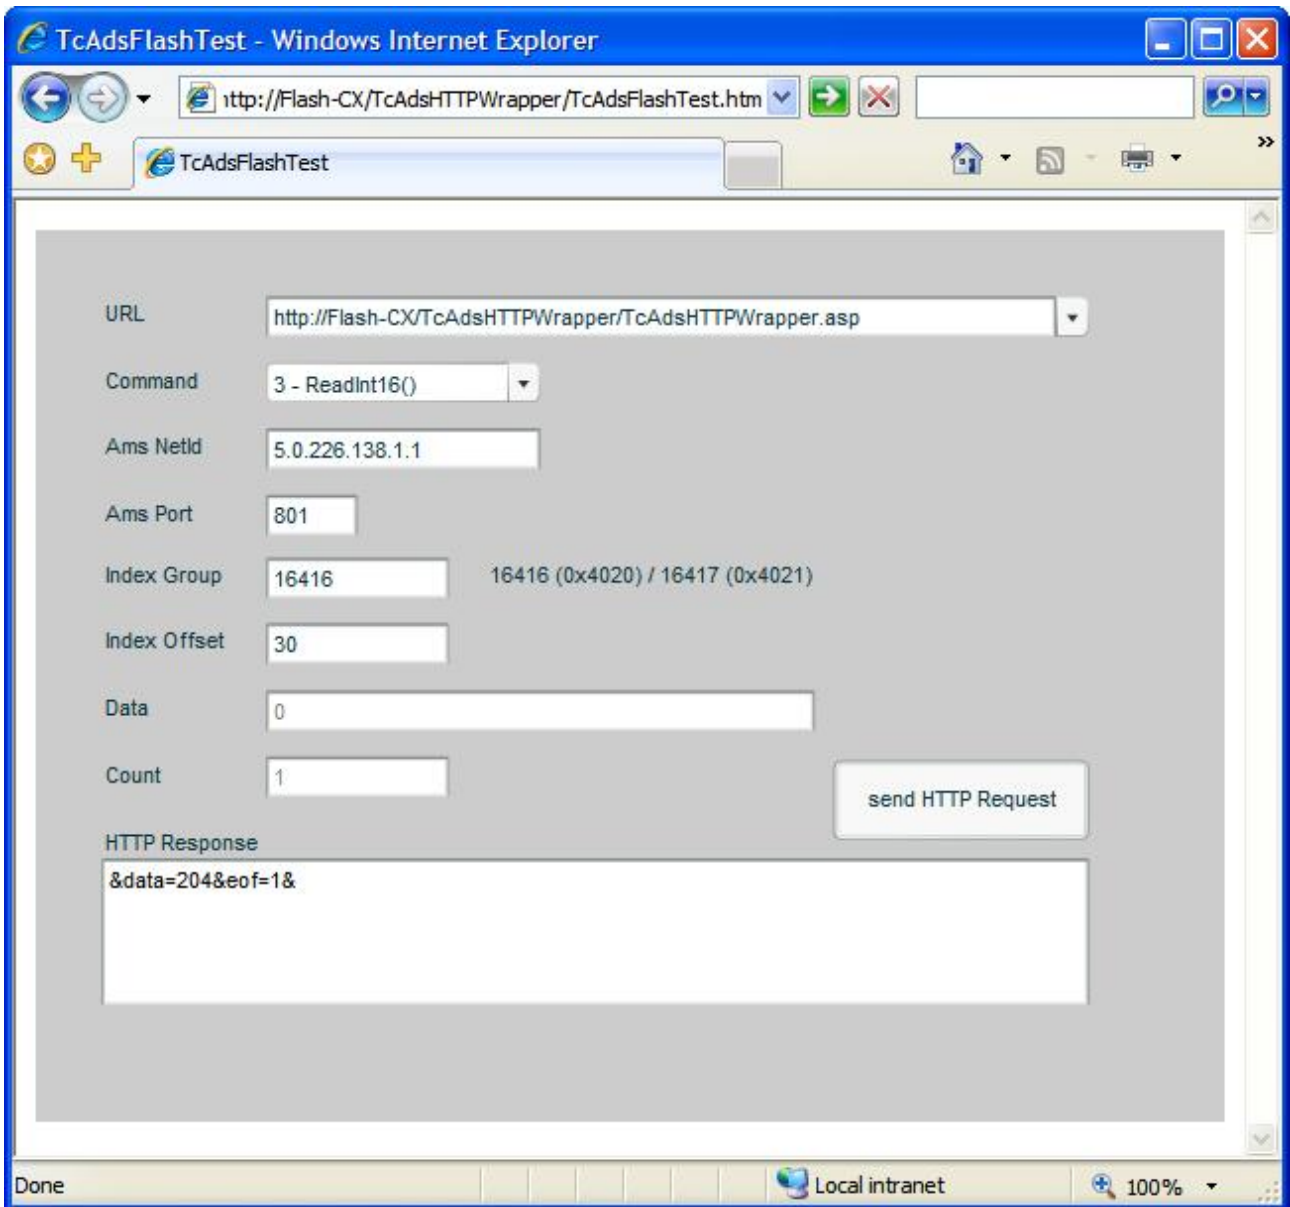 TcAdsFlashTest - Windows Internet Explorer
ttp://Flash-CX/TcAdsHTTPWrapper/TcAdsFlashTest.htm
TcAdsFlashTest
»
URL
http://Flash-CX/TcAdsHTTPWrapper/TcAdsHTTPWrapper.asp
Command
3 - ReadInt16()
Ams NetId
5.0.226.138.1.1
Ams Port
801
Index Group
16416
16416 (0x4020) / 16417 (0x4021)
Index Offset
30
Data
0
Count
1
send HTTP Request
HTTP Response
&data=204&eof=1&
Done
Local intranet
100%